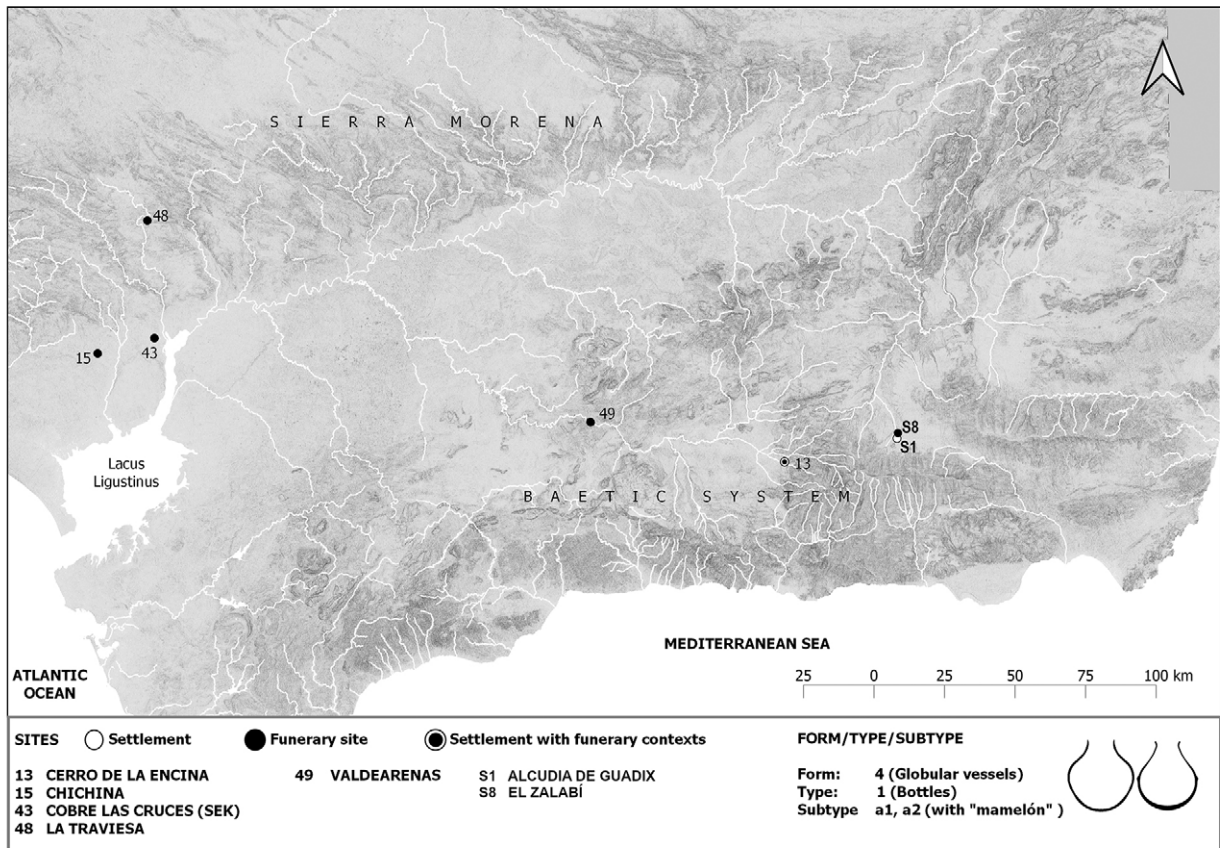 SIERRA MORENA
48
43
15
49
S8
S1
13
Lacus
Ligustinus
BAETIC SYSTEM
MEDITERRANEAN SEA
ATLANTIC
OCEAN
25 0 25 50 75 100 km
SITES Settlement Funerary site Settlement with funerary contexts
13 CERRO DE LA ENCINA
15 CHICHINA
43 COBRE LAS CRUCES (SEK)
48 LA TRAVIESA
49 VALDEARENAS
S1 ALCUDIA DE GUADIX
S8 EL ZALABÍ
FORM/TYPE/SUBTYPE
Form: 4 (Globular vessels)
Type: 1 (Bottles)
Subtype a1, a2 (with "mamelón" )